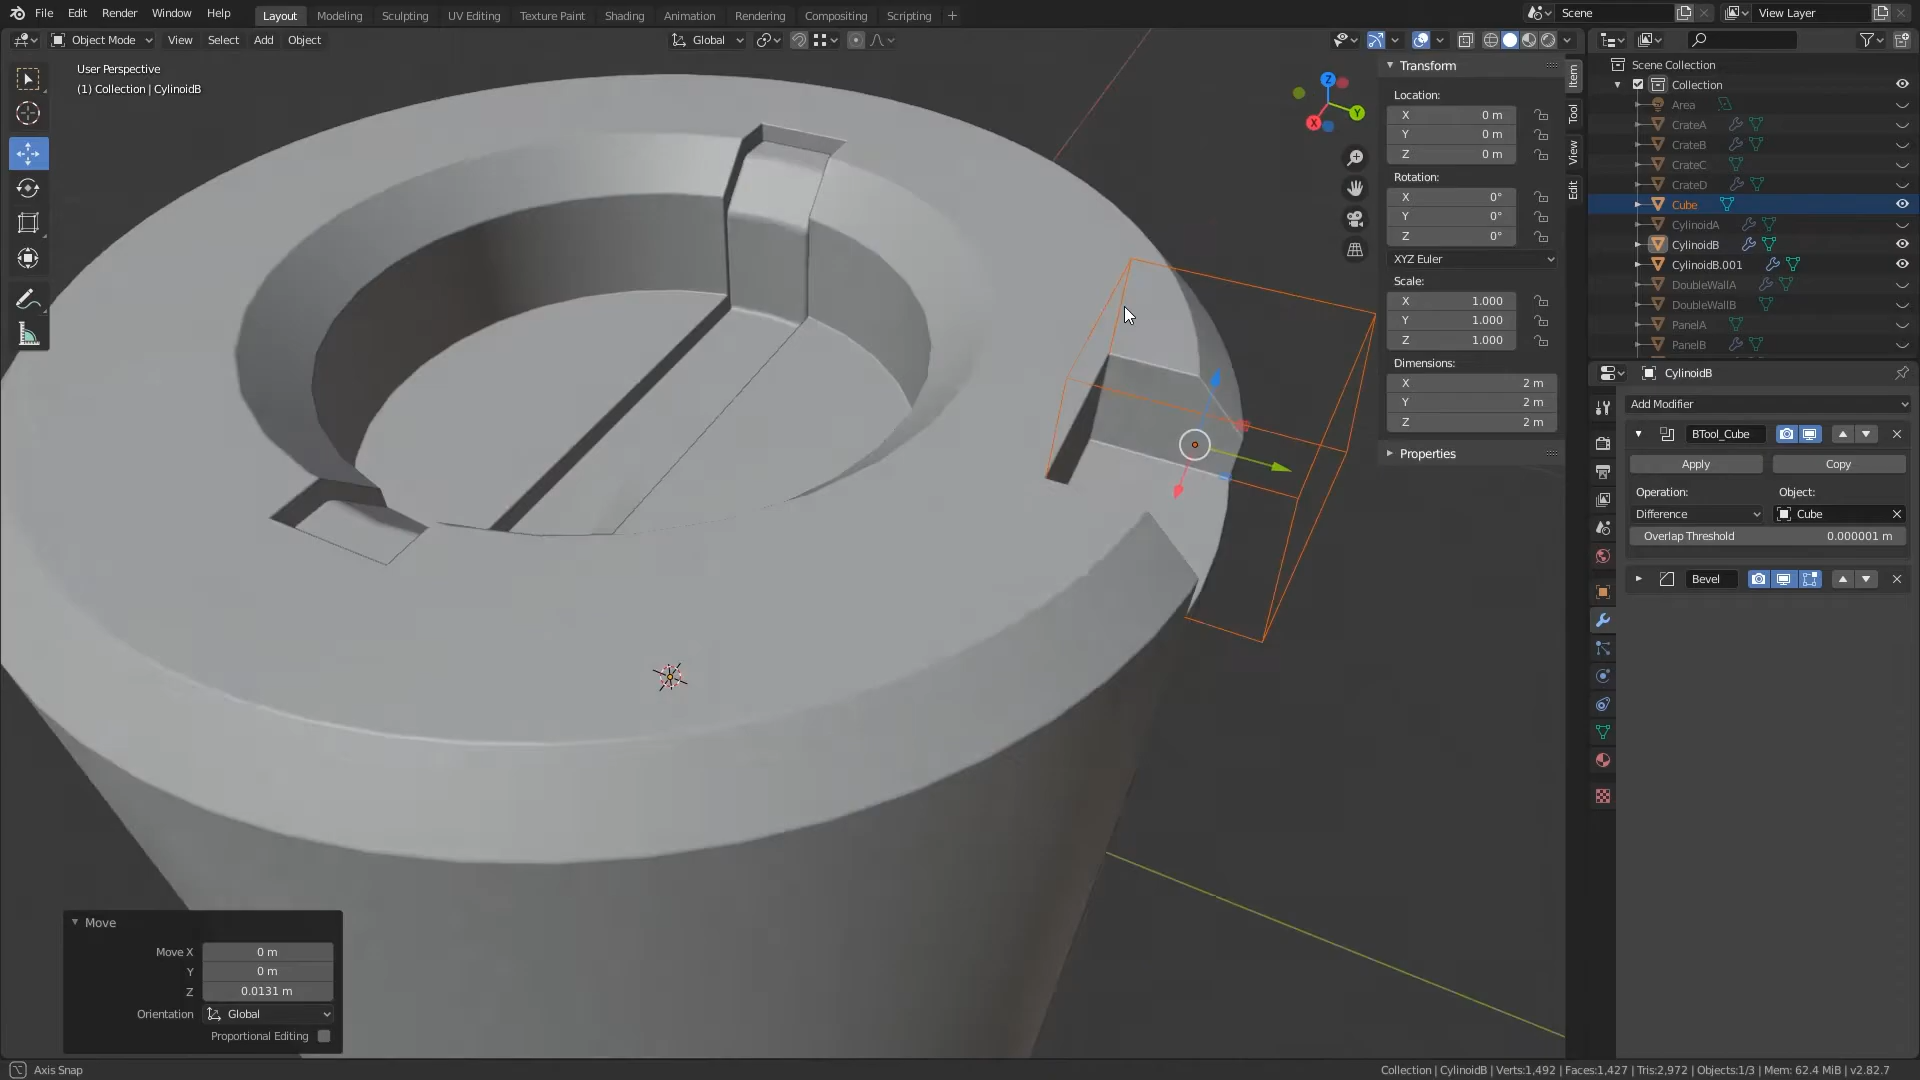 File Edit Render Window Help
Layout Modeling Sculpting UV Editing Texture Paint Shading Animation Rendering Compositing Scripting +
Scene
View Layer
Object Mode View Select Add Object
Global
User Perspective
(1) Collection | CylinoidB
Z
Y
X
Transform
Location:
X 0 m
Y 0 m
Z 0 m
Rotation:
X 0°
Y 0°
Z 0°
XYZ Euler
Scale:
X 1.000
Y 1.000
Z 1.000
Dimensions:
X 2 m
Y 2 m
Z 2 m
Properties
Item
Tool
View
Edit
Scene Collection
Collection
Area
CrateA
CrateB
CrateC
CrateD
Cube
CylinoidA
CylinoidB
CylinoidB.001
DoubleWallA
DoubleWallB
PanelA
PanelB
CylinoidB
Add Modifier
BTool_Cube
Apply Copy
Operation: Object:
Difference Cube
Overlap Threshold 0.000001 m
Bevel
Move
Move X 0 m
Y 0 m
Z 0.0131 m
Orientation Global
Proportional Editing
Axis Snap
Collection | CylinoidB | Verts:1,492 | Faces:1,427 | Tris:2,972 | Objects:1/3 | Mem: 62.4 MiB | v2.82.7